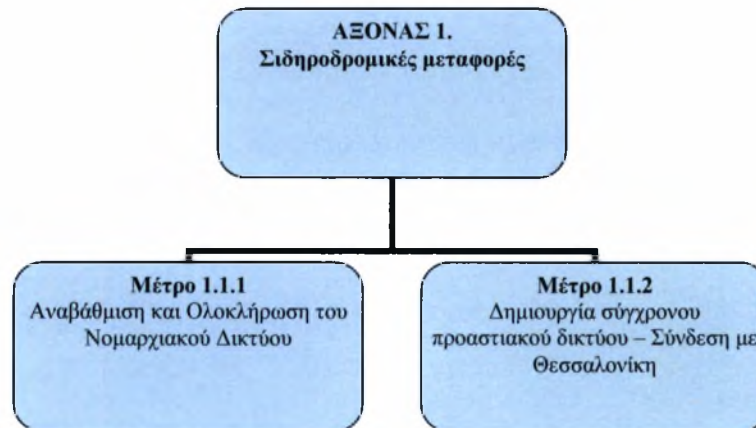 ΑΞΟΝΑΣ 1.
Σιδηροδρομικές μεταφορές
Μέτρο 1.1.1
Αναβάθμιση και Ολοκλήρωση του
Νομαρχιακού Δικτύου
Μέτρο 1.1.2
Δημιουργία σύγχρονου
προαστιακού δικτύου – Σύνδεση με
Θεσσαλονίκη